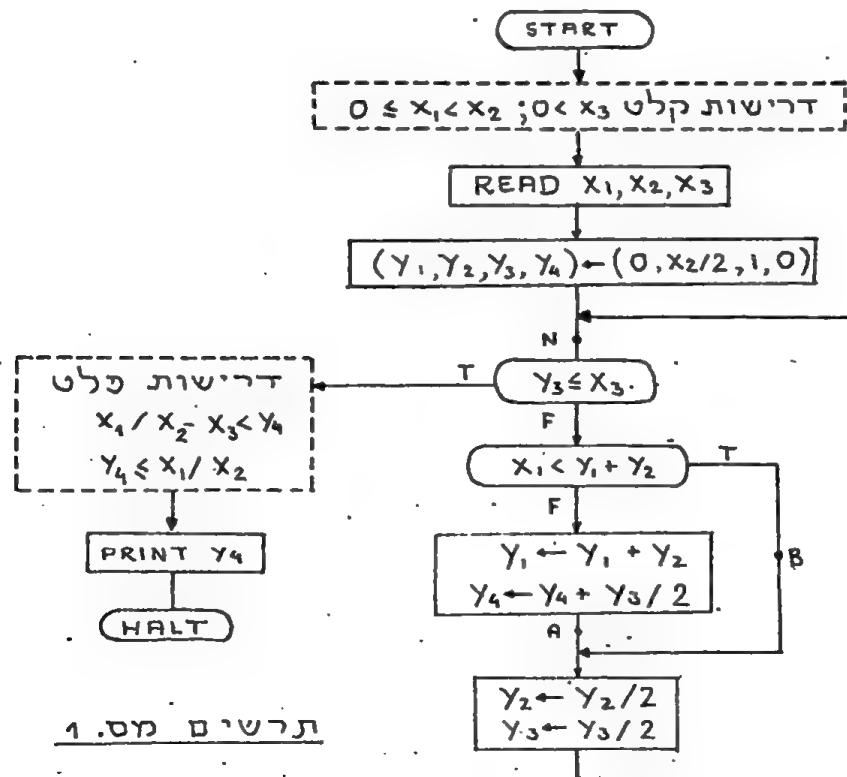 START
דרישות קלט 0 ≤ X₁ < X₂ ; 0 < X₃
READ X₁, X₂, X₃
(Y₁, Y₂, Y₃, Y₄) ← (0, X₂/2, 1, 0)
N
Y₃ ≤ X₃
T
F
דרישות פלט
X₁ / X₂ - X₃ < Y₄
Y₄ ≤ X₁ / X₂
X₁ < Y₁ + Y₂
T
F
PRINT Y₄
HALT
Y₁ ← Y₁ + Y₂
Y₄ ← Y₄ + Y₃ / 2
B
A
Y₂ ← Y₂ / 2
Y₃ ← Y₃ / 2
תרשים מס. 1